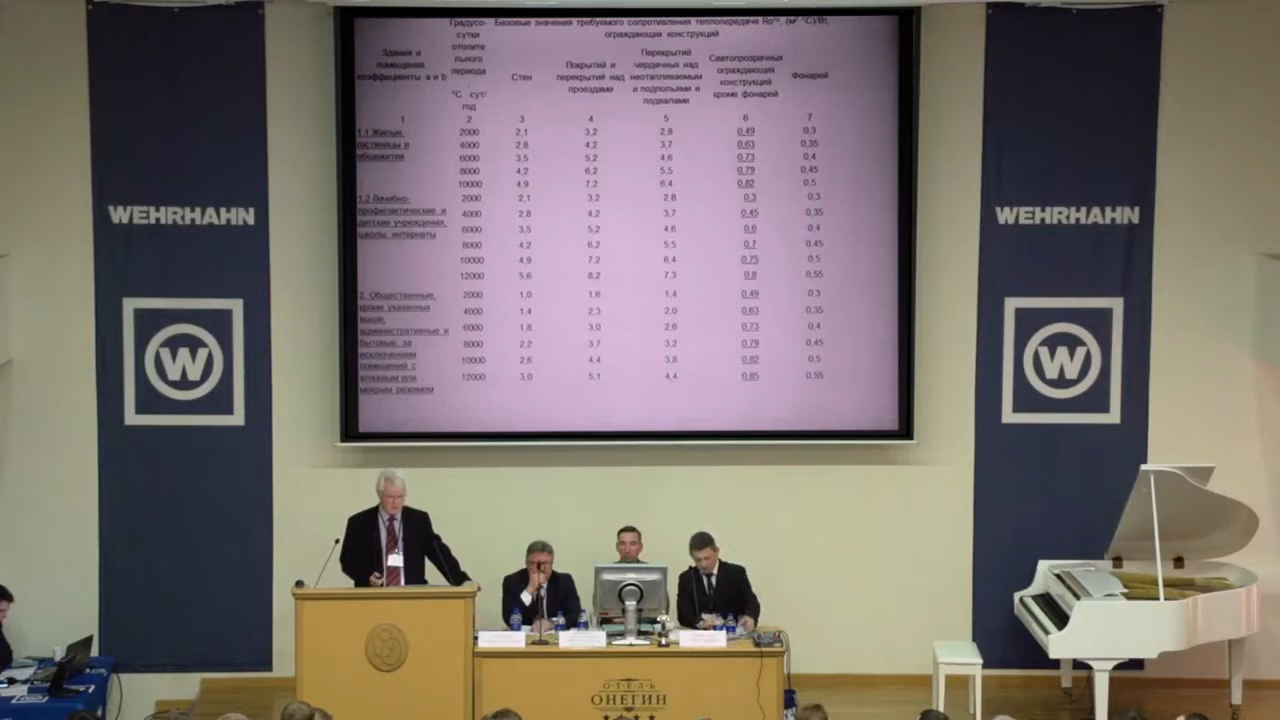 Градусо-
сутки
отопите
льного
периода
°С сут/
год
Базовые значения требуемого сопротивления теплопередаче Rотр, (м² °С)/Вт,
ограждающих конструкций
Здания и
помещения,
коэффициенты а и b
Стен
Покрытий и
перекрытий над
проездами
Перекрытий
чердачных над
неотапливаемым
и подпольями и
подвалами
Светопрозрачных
ограждающих
конструкций
кроме фонарей
Фонарей
1 2 3 4 5 6 7
1.1 Жилые,
гостиницы и
общежития
2000 2,1 3,2 2,8 0,49 0,3
4000 2,8 4,2 3,7 0,63 0,35
6000 3,5 5,2 4,6 0,73 0,4
8000 4,2 6,2 5,5 0,79 0,45
10000 4,9 7,2 6,4 0,82 0,5
1.2 Лечебно-
профилактические и
детские учреждения,
школы, интернаты
2000 2,1 3,2 2,8 0,3 0,3
4000 2,8 4,2 3,7 0,45 0,35
6000 3,5 5,2 4,6 0,6 0,4
8000 4,2 6,2 5,5 0,7 0,45
10000 4,9 7,2 6,4 0,75 0,5
12000 5,6 8,2 7,3 0,8 0,55
2. Общественные,
кроме указанных
выше,
административные и
бытовые, за
исключением
помещений с
влажным или
мокрым режимом
2000 1,0 1,6 1,4 0,49 0,3
4000 1,4 2,3 2,0 0,63 0,35
6000 1,8 3,0 2,6 0,73 0,4
8000 2,2 3,7 3,2 0,79 0,45
10000 2,6 4,4 3,8 0,82 0,5
12000 3,0 5,1 4,4 0,85 0,55
WEHRHAHN
W
WEHRHAHN
W
ОТЕЛЬ
ОНЕГИН